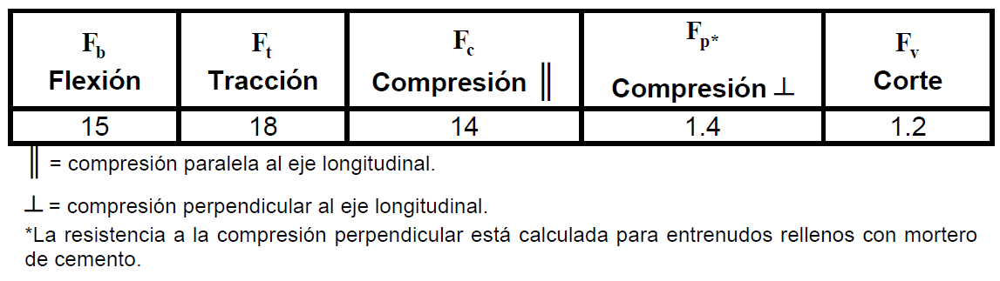 F_b F_t F_c F_p* F_v
Flexión Tracción Compresión ║ Compresión ┴ Corte
15 18 14 1.4 1.2
║ = compresión paralela al eje longitudinal.
┴ = compresión perpendicular al eje longitudinal.
*La resistencia a la compresión perpendicular está calculada para entrenudos rellenos con mortero
de cemento.